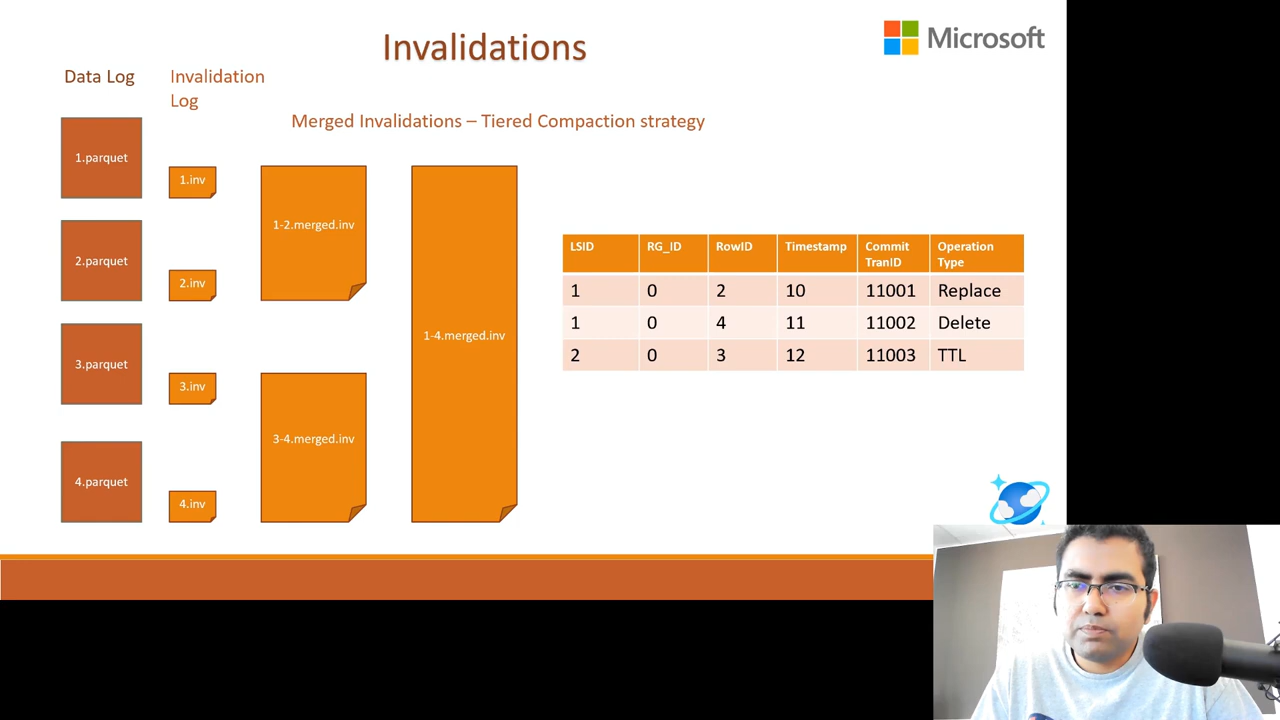 Invalidations
Microsoft
Data Log
Invalidation
Log
Merged Invalidations – Tiered Compaction strategy
1.parquet
1.inv
2.parquet
2.inv
3.parquet
3.inv
4.parquet
4.inv
1-2.merged.inv
3-4.merged.inv
1-4.merged.inv
LSID RG_ID RowID Timestamp Commit TranID Operation Type
1 0 2 10 11001 Replace
1 0 4 11 11002 Delete
2 0 3 12 11003 TTL